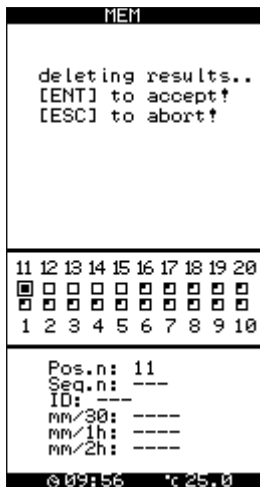 MEM
deleting results..
[ENT] to accept!
[ESC] to abort!
11 12 13 14 15 16 17 18 19 20
1 2 3 4 5 6 7 8 9 10
Pos.n: 11
Seq.n: ---
ID: ---
mm/30: ----
mm/1h: ----
mm/2h: ----
09:56 °C 25.0